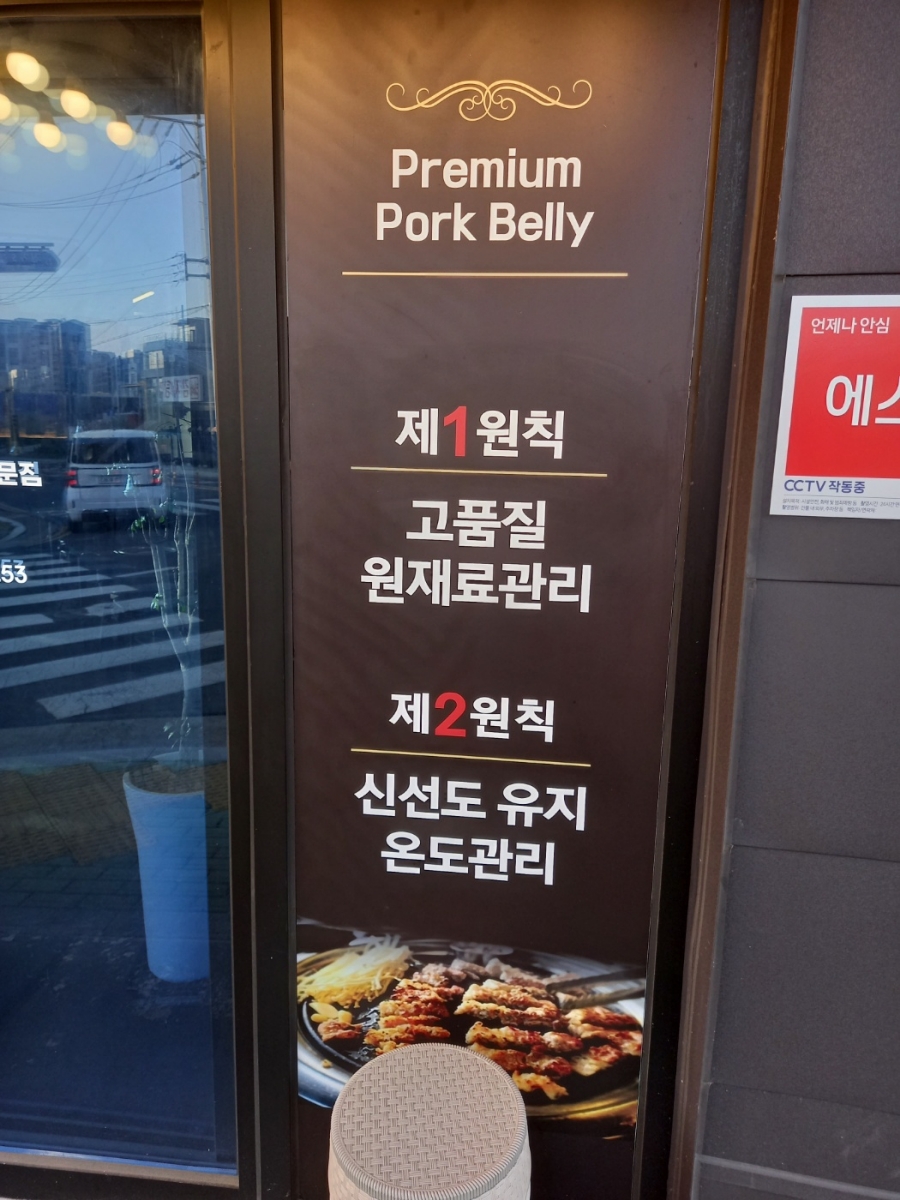 Premium
Pork Belly
제1원칙
고품질
원재료관리
제2원칙
신선도 유지
온도관리
언제나 안심
에스
CCTV 작동중
문점
53